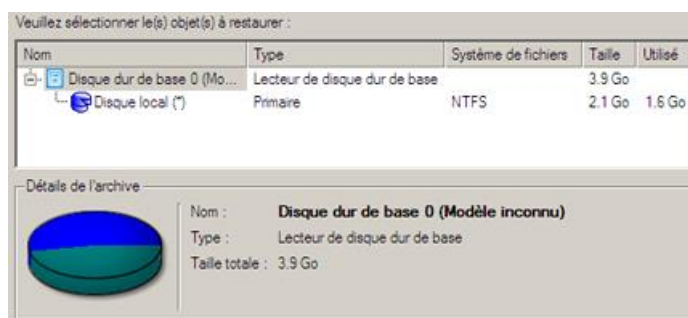 Veuillez sélectionner le(s) objet(s) à restaurer :
Nom Type Système de fichiers Taille Utilisé
Disque dur de base 0 (Mo... Lecteur de disque dur de base 3.9 Go
Disque local (*) Primaire NTFS 2.1 Go 1.6 Go
Détails de l'archive
Nom : Disque dur de base 0 (Modèle inconnu)
Type : Lecteur de disque dur de base
Taille totale : 3.9 Go